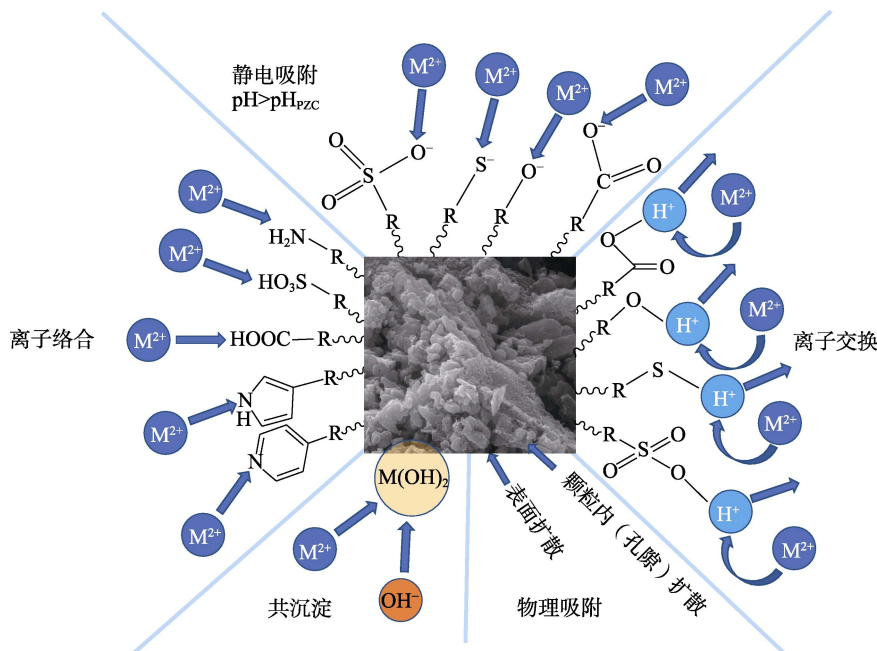 静电吸附
pH>pHPZC
M2+
M2+
M2+
M2+
O
S
O
O−
R
S−
R
O−
R
O−
C
O
R
M2+
H2N
R
M2+
HO3S
R
离子络合
M2+
HOOC
R
M2+
N
H
R
M2+
N
R
O
O
R
H+
M2+
R
O
H+
M2+
离子交换
R
S
H+
M2+
R
S
O
O
O
H+
M2+
M(OH)2
M2+
OH−
共沉淀
表面扩散
颗粒内（孔隙）扩散
物理吸附